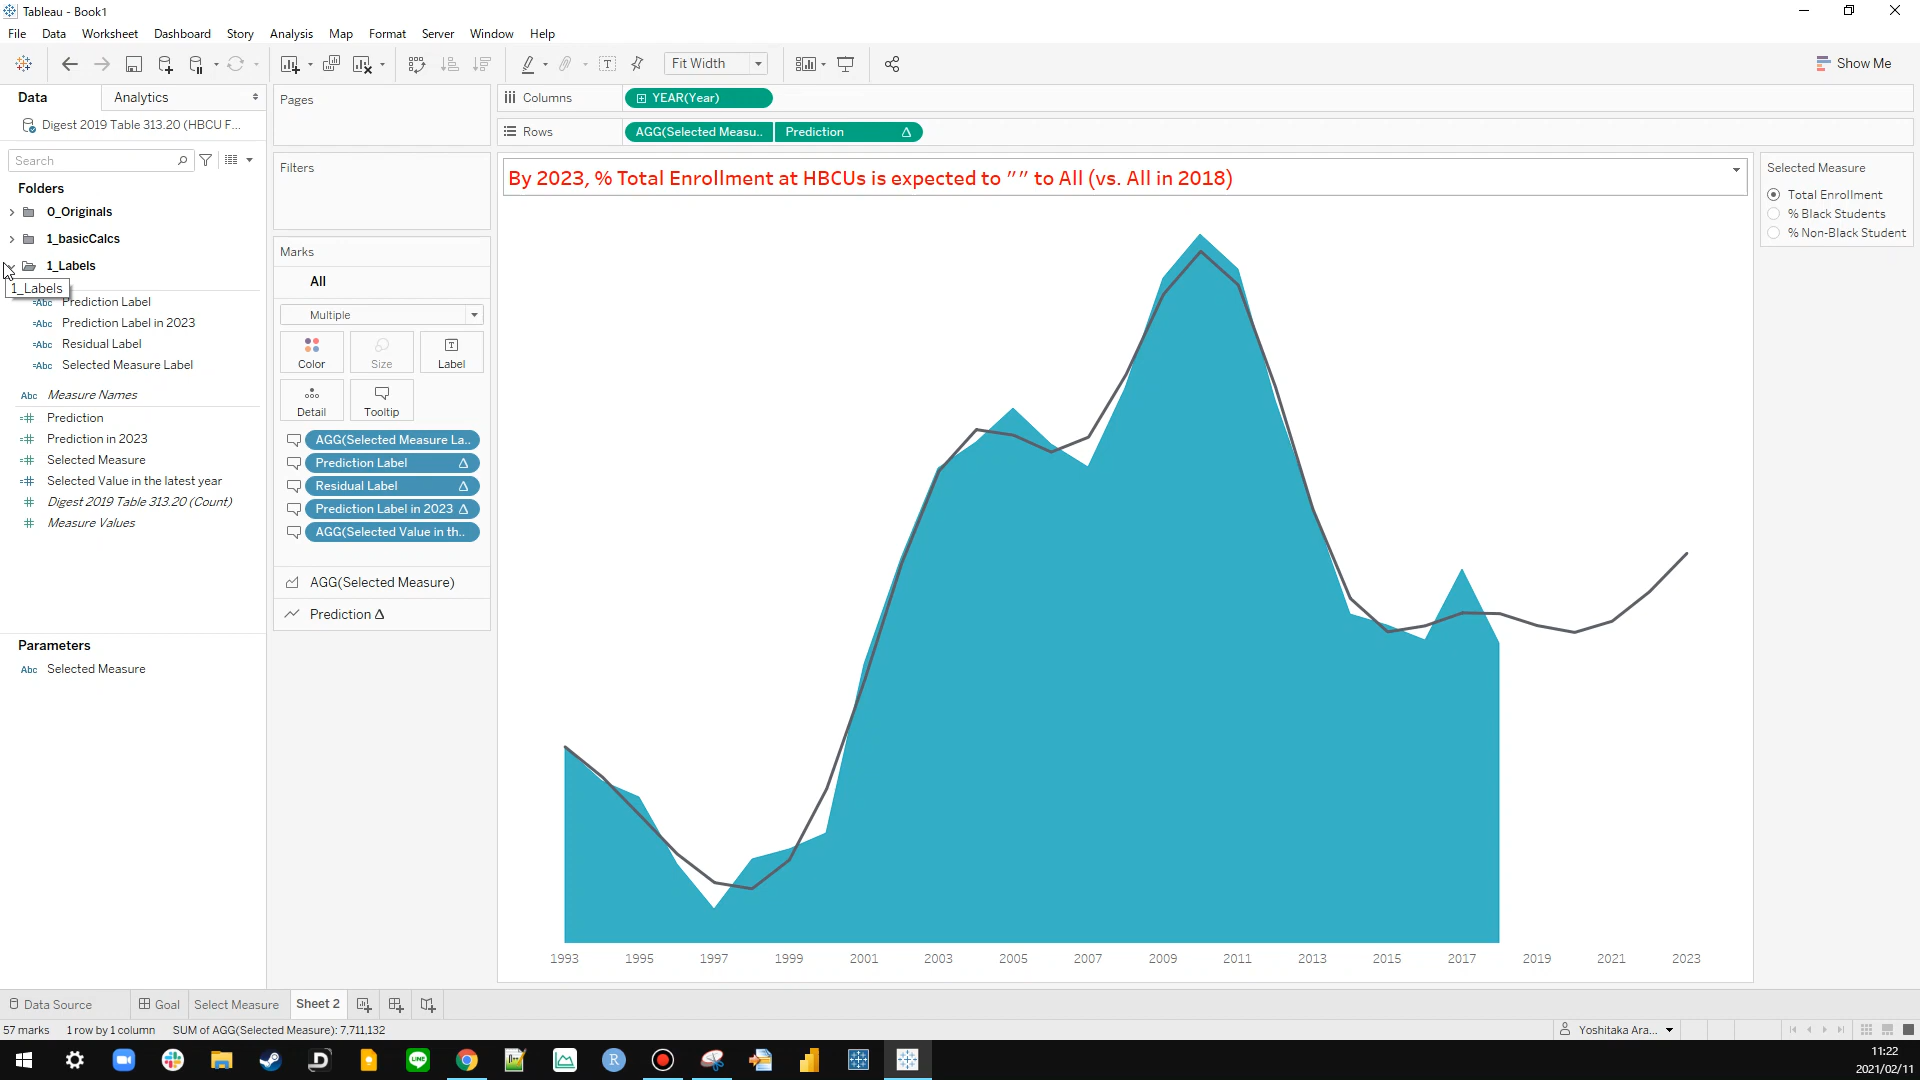 Tableau - Book1
File Data Worksheet Dashboard Story Analysis Map Format Server Window Help
Fit Width
Show Me
Data
Analytics
Digest 2019 Table 313.20 (HBCU F...
Search
Folders
0_Originals
1_basicCalcs
1_Labels
1_Labels
=Abc Prediction Label
=Abc Prediction Label in 2023
=Abc Residual Label
=Abc Selected Measure Label
Abc Measure Names
=# Prediction
=# Prediction in 2023
=# Selected Measure
=# Selected Value in the latest year
# Digest 2019 Table 313.20 (Count)
# Measure Values
Parameters
Abc Selected Measure
Pages
Filters
Marks
All
Multiple
Color
Size
Label
Detail
Tooltip
AGG(Selected Measure La..
Prediction Label Δ
Residual Label Δ
Prediction Label in 2023 Δ
AGG(Selected Value in th..
AGG(Selected Measure)
Prediction Δ
Columns
YEAR(Year)
Rows
AGG(Selected Measu..
Prediction Δ
By 2023, % Total Enrollment at HBCUs is expected to "" to All (vs. All in 2018)
1993 1995 1997 1999 2001 2003 2005 2007 2009 2011 2013 2015 2017 2019 2021 2023
Selected Measure
Total Enrollment
% Black Students
% Non-Black Student
Data Source
Goal
Select Measure
Sheet 2
57 marks 1 row by 1 column SUM of AGG(Selected Measure): 7,711,132
Yoshitaka Ara...
LINE
R
11:22
2021/02/11